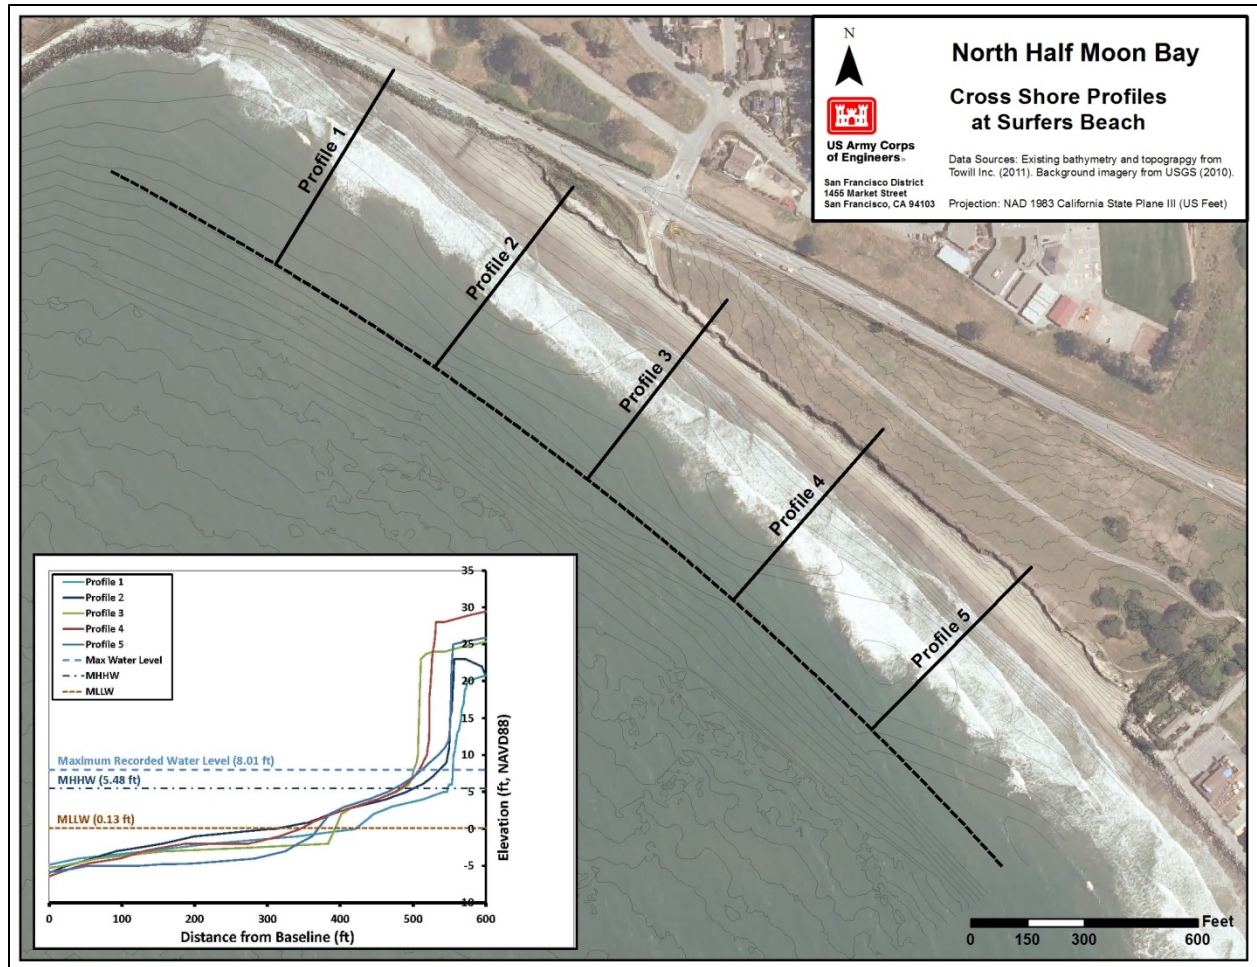 North Half Moon Bay
Cross Shore Profiles
at Surfers Beach
N
US Army Corps
of Engineers®
San Francisco District
1455 Market Street
San Francisco, CA 94103
Data Sources: Existing bathymetry and topograpgy from
Towill Inc. (2011). Background imagery from USGS (2010).
Projection: NAD 1983 California State Plane III (US Feet)
Profile 1
Profile 2
Profile 3
Profile 4
Profile 5
Profile 1
Profile 2
Profile 3
Profile 4
Profile 5
Max Water Level
MHHW
MLLW
Maximum Recorded Water Level (8.01 ft)
MHHW (5.48 ft)
MLLW (0.13 ft)
35
30
25
20
15
10
5
0
-5
10
Elevation (ft, NAVD88)
0 100 200 300 400 500 600
Distance from Baseline (ft)
Feet
0 150 300 600